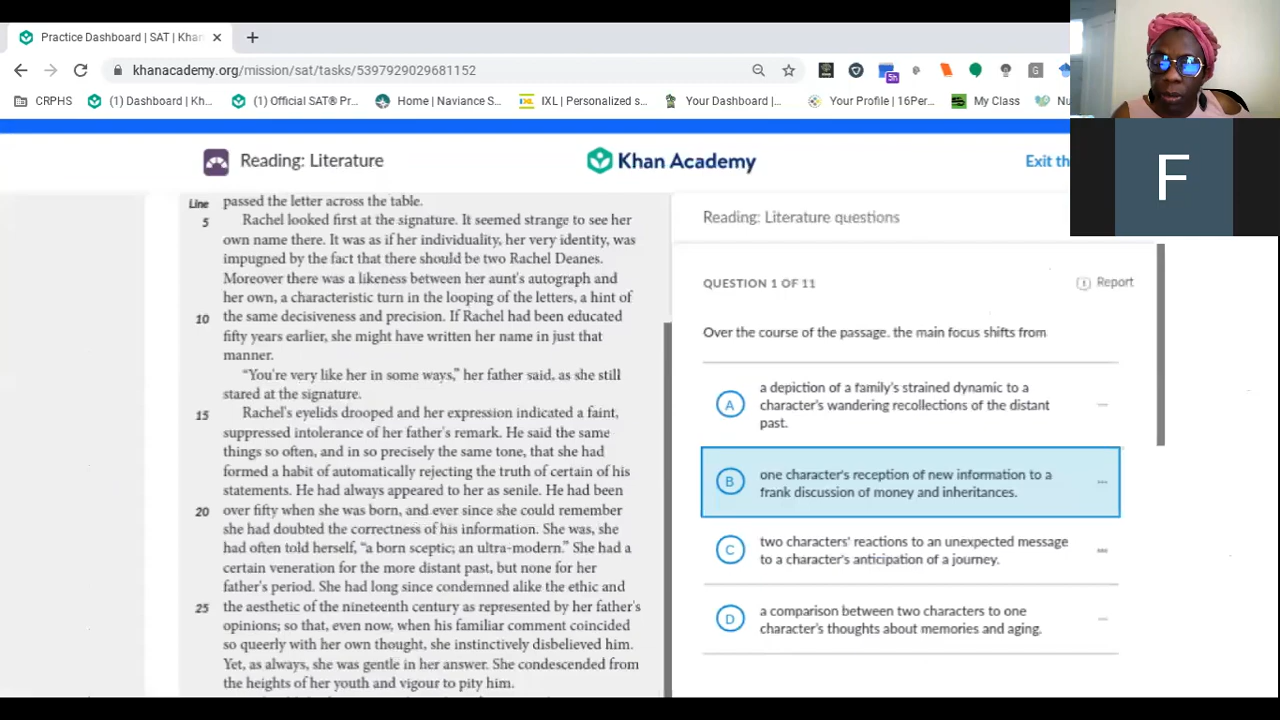 Practice Dashboard | SAT | Khan
khanacademy.org/mission/sat/tasks/5397929029681152
5h
G
CRPHS
(1) Dashboard | Kh...
(1) Official SAT® Pr...
Home | Naviance S...
IXL | Personalized s...
Your Dashboard |...
Your Profile | 16Per...
My Class
Nu
F
Reading: Literature
Khan Academy
Exit th
Line
passed the letter across the table.
Rachel looked first at the signature. It seemed strange to see her
5
own name there. It was as if her individuality, her very identity, was
impugned by the fact that there should be two Rachel Deanes.
Moreover there was a likeness between her aunt's autograph and
her own, a characteristic turn in the looping of the letters, a hint of
10
the same decisiveness and precision. If Rachel had been educated
fifty years earlier, she might have written her name in just that
manner.
“You're very like her in some ways,” her father said, as she still
stared at the signature.
15
Rachel's eyelids drooped and her expression indicated a faint,
suppressed intolerance of her father's remark. He said the same
things so often, and in so precisely the same tone, that she had
formed a habit of automatically rejecting the truth of certain of his
statements. He had always appeared to her as senile. He had been
20
over fifty when she was born, and ever since she could remember
she had doubted the correctness of his information. She was, she
had often told herself, “a born sceptic; an ultra-modern.” She had a
certain veneration for the more distant past, but none for her
father's period. She had long since condemned alike the ethic and
25
the aesthetic of the nineteenth century as represented by her father's
opinions; so that, even now, when his familiar comment coincided
so queerly with her own thought, she instinctively disbelieved him.
Yet, as always, she was gentle in her answer. She condescended from
the heights of her youth and vigour to pity him.
Reading: Literature questions
QUESTION 1 OF 11
Report
Over the course of the passage, the main focus shifts from
A
a depiction of a family's strained dynamic to a
character's wandering recollections of the distant
past.
B
one character's reception of new information to a
frank discussion of money and inheritances.
C
two characters' reactions to an unexpected message
to a character's anticipation of a journey.
D
a comparison between two characters to one
character's thoughts about memories and aging.